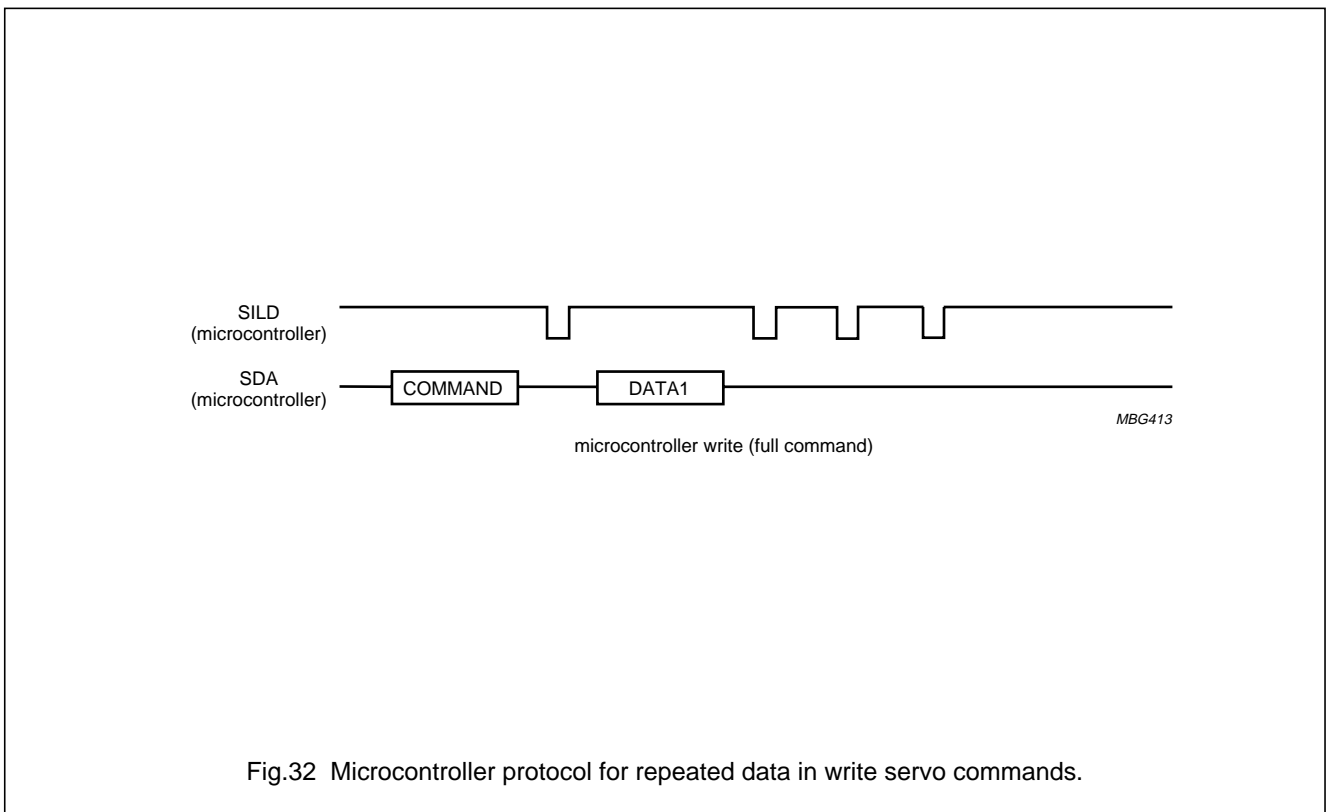 SILD
(microcontroller)
SDA
(microcontroller)
COMMAND
DATA1
MBG413
microcontroller write (full command)
Fig.32 Microcontroller protocol for repeated data in write servo commands.